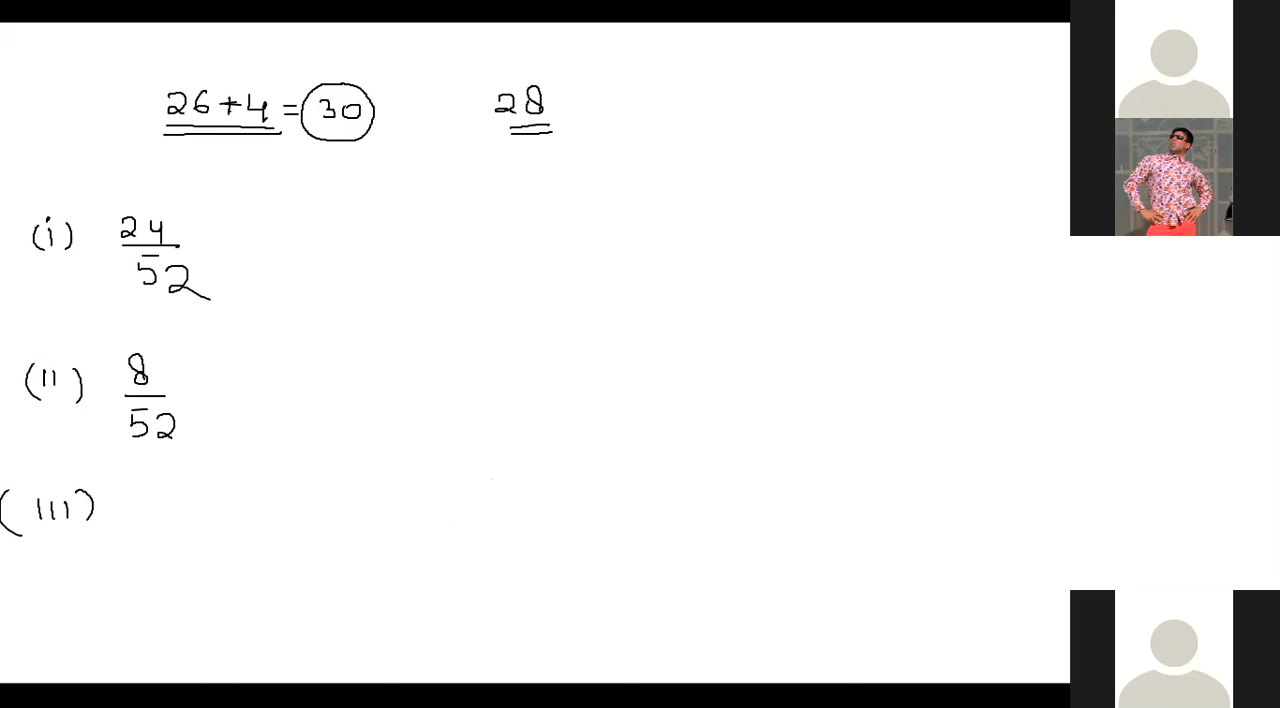 26+4 = 30 28
(i) 24
52
(ii) 8
52
(iii)